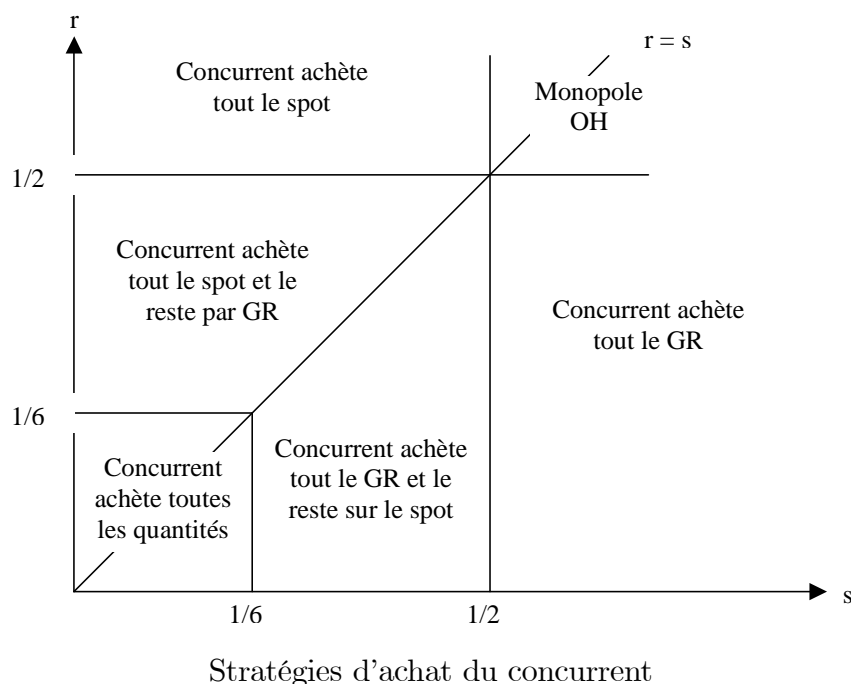 r
r = s
Concurrent achète
tout le spot
Monopole
OH
1/2
Concurrent achète
tout le spot et le
reste par GR
Concurrent achète
tout le GR
1/6
Concurrent
achète toutes
les quantités
Concurrent achète
tout le GR et le
reste sur le spot
s
1/6
1/2
Stratégies d'achat du concurrent